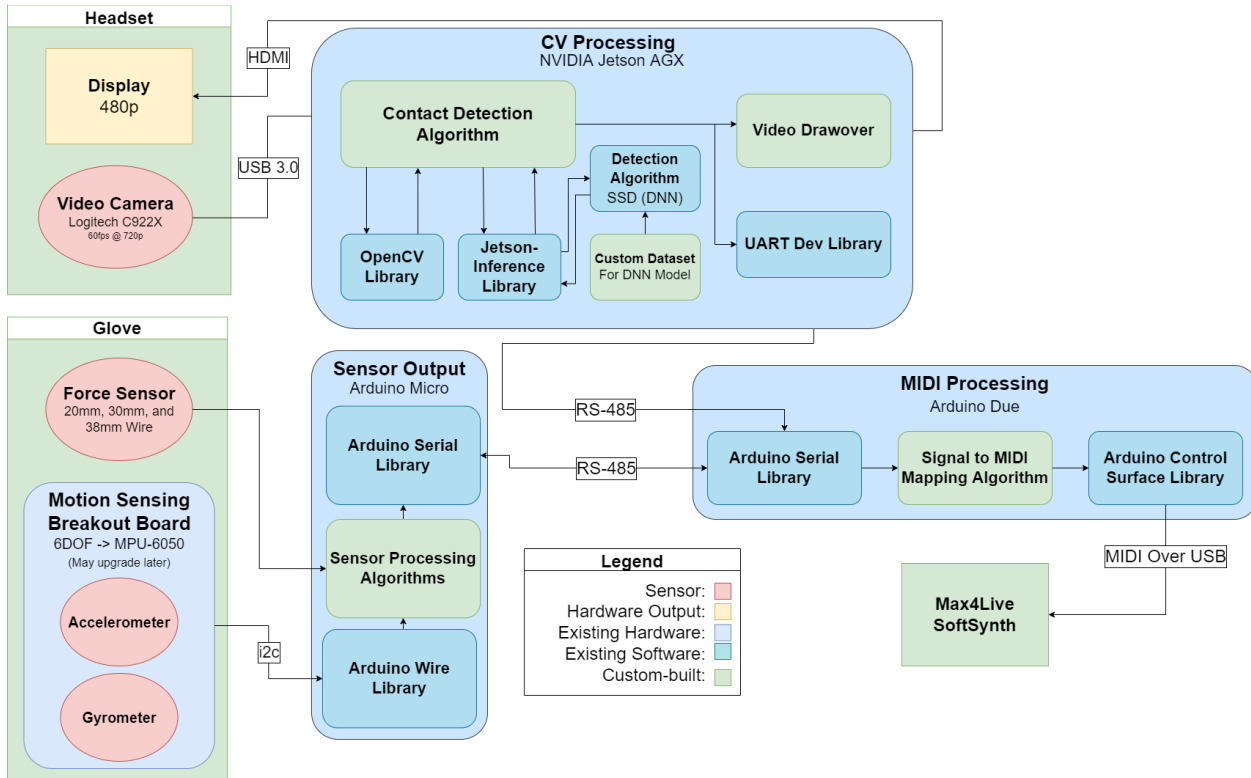 Headset
Display
480p
Video Camera
Logitech C922X
60fps @ 720p
HDMI
USB 3.0
CV Processing
NVIDIA Jetson AGX
Contact Detection
Algorithm
Video Drawover
Detection
Algorithm
SSD (DNN)
OpenCV
Library
Jetson-
Inference
Library
Custom Dataset
For DNN Model
UART Dev Library
Glove
Force Sensor
20mm, 30mm, and
38mm Wire
Motion Sensing
Breakout Board
6DOF -> MPU-6050
(May upgrade later)
Accelerometer
Gyrometer
i2c
Sensor Output
Arduino Micro
Arduino Serial
Library
Sensor Processing
Algorithms
Arduino Wire
Library
RS-485
RS-485
MIDI Processing
Arduino Due
Arduino Serial
Library
Signal to MIDI
Mapping Algorithm
Arduino Control
Surface Library
MIDI Over USB
Max4Live
SoftSynth
Legend
Sensor:
Hardware Output:
Existing Hardware:
Existing Software:
Custom-built: